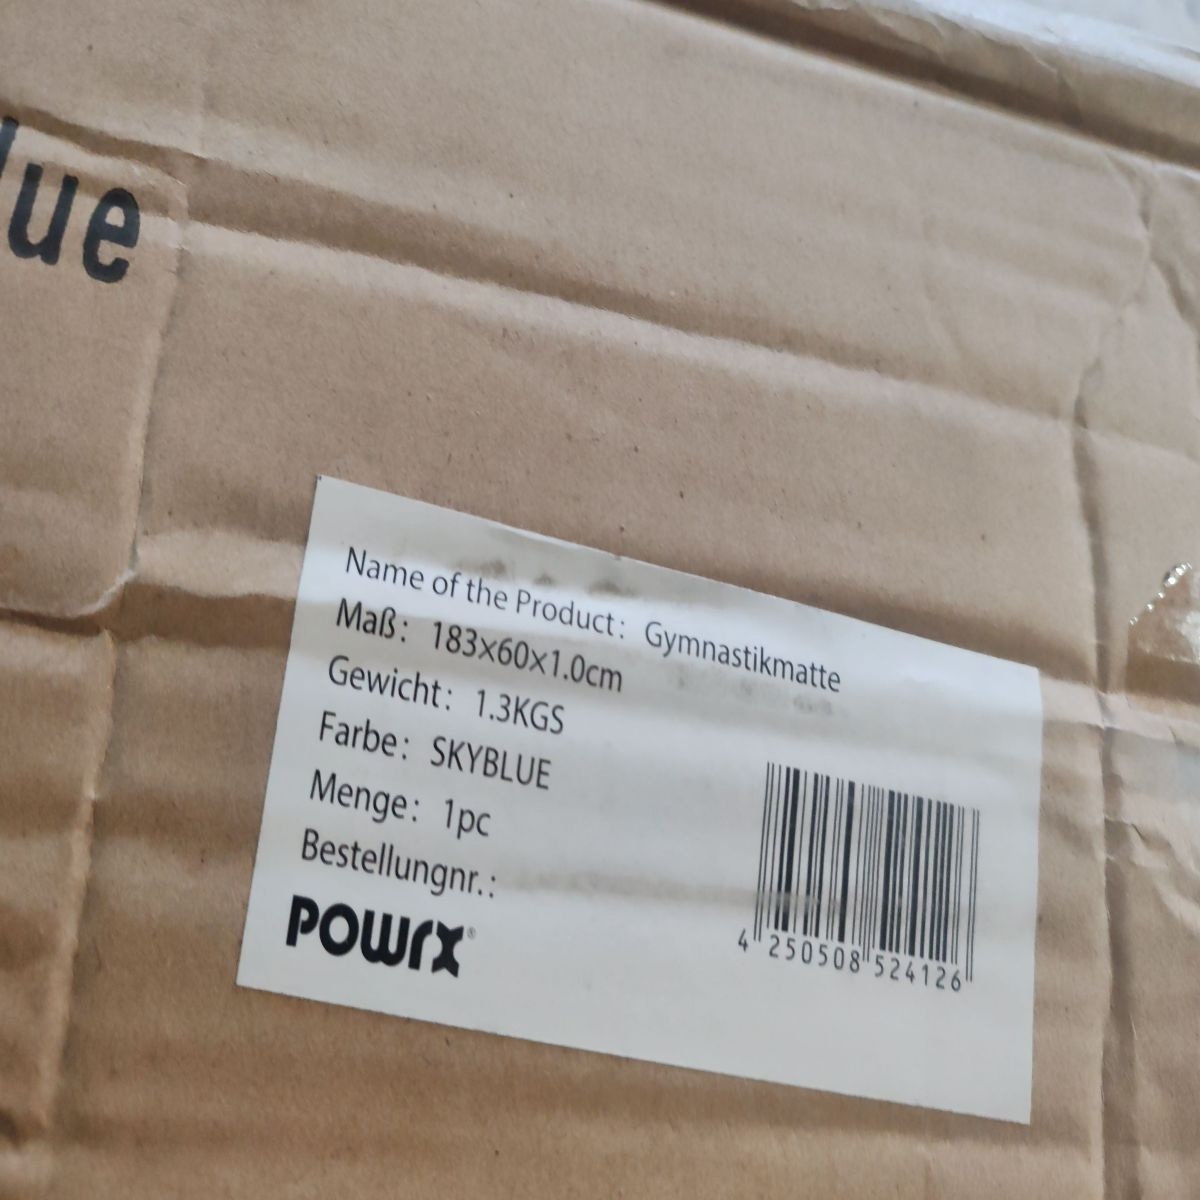 lue
Name of the Product: Gymnastikmatte
Maß: 183×60×1.0cm
Gewicht: 1.3KGS
Farbe: SKYBLUE
Menge: 1pc
Bestellungnr.:
POWRX®
4 250508 524126